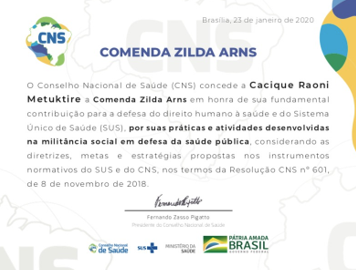 CNS
Brasília, 23 de janeiro de 2020
CNS
COMENDA ZILDA ARNS
O Conselho Nacional de Saúde (CNS) concede a Cacique Raoni
Metuktire a Comenda Zilda Arns em honra de sua fundamental
contribuição para a defesa do direito humano à saúde e do Sistema
Único de Saúde (SUS), por suas práticas e atividades desenvolvidas
na militância social em defesa da saúde pública, considerando as
diretrizes, metas e estratégias propostas nos instrumentos
normativos do SUS e do CNS, nos termos da Resolução CNS nº 601,
de 8 de novembro de 2018.
Fernando Zasso Pigatto
Presidente do Conselho Nacional de Saúde
Conselho Nacional de Saúde
SUS
MINISTÉRIO DA
SAÚDE
PÁTRIA AMADA
BRASIL
GOVERNO FEDERAL